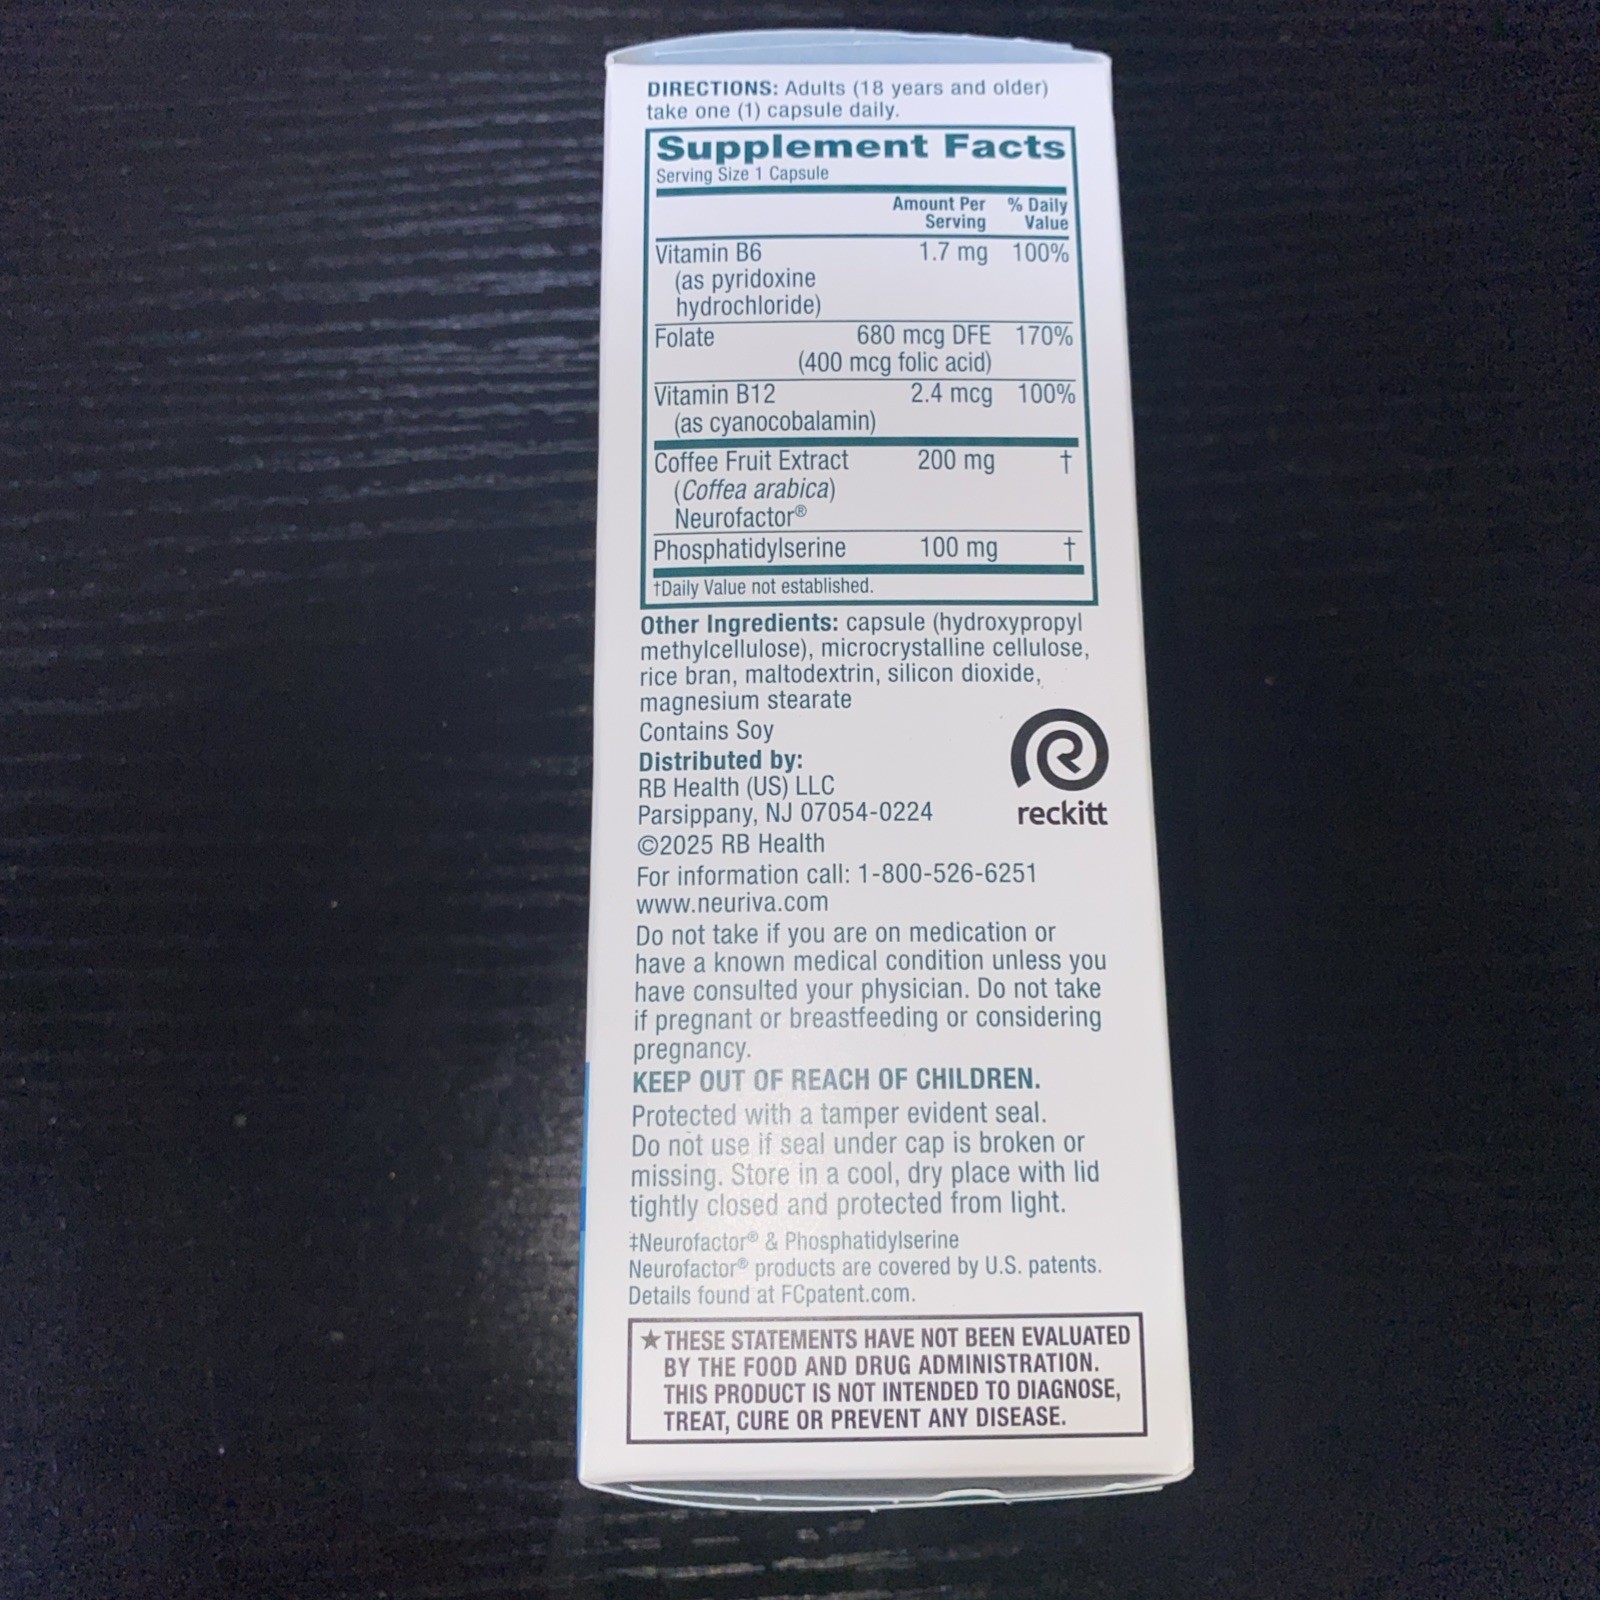 DIRECTIONS: Adults (18 years and older)
take one (1) capsule daily.
Supplement Facts
Serving Size 1 Capsule
Amount Per % Daily
Serving Value
Vitamin B6 1.7 mg 100%
(as pyridoxine
hydrochloride)
Folate 680 mcg DFE 170%
(400 mcg folic acid)
Vitamin B12 2.4 mcg 100%
(as cyanocobalamin)
Coffee Fruit Extract 200 mg †
(Coffea arabica)
Neurofactor®
Phosphatidylserine 100 mg †
†Daily Value not established.
Other Ingredients: capsule (hydroxypropyl
methylcellulose), microcrystalline cellulose,
rice bran, maltodextrin, silicon dioxide,
magnesium stearate
Contains Soy
Distributed by:
RB Health (US) LLC
Parsippany, NJ 07054-0224
©2025 RB Health
reckitt
For information call: 1-800-526-6251
www.neuriva.com
Do not take if you are on medication or
have a known medical condition unless you
have consulted your physician. Do not take
if pregnant or breastfeeding or considering
pregnancy.
KEEP OUT OF REACH OF CHILDREN.
Protected with a tamper evident seal.
Do not use if seal under cap is broken or
missing. Store in a cool, dry place with lid
tightly closed and protected from light.
‡Neurofactor® & Phosphatidylserine
Neurofactor® products are covered by U.S. patents.
Details found at FCpatent.com.
★THESE STATEMENTS HAVE NOT BEEN EVALUATED
BY THE FOOD AND DRUG ADMINISTRATION.
THIS PRODUCT IS NOT INTENDED TO DIAGNOSE,
TREAT, CURE OR PREVENT ANY DISEASE.